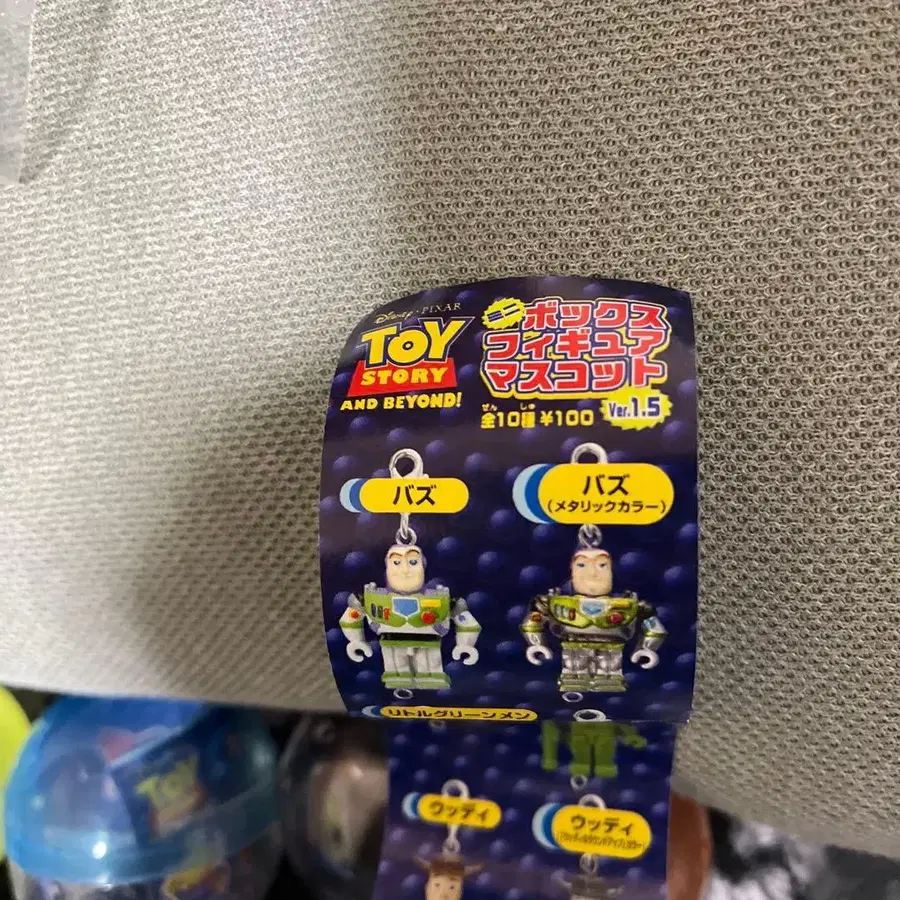 Disney・PIXAR
TOY
STORY
AND BEYOND!
ミニ
ボックス
フィギュア
マスコット
Ver.1.5
ぜん しゅ
全10種 ¥100
バズ
バズ
(メタリックカラー)
リトルグリーンメン
ウッディ
ウッディ
TOY